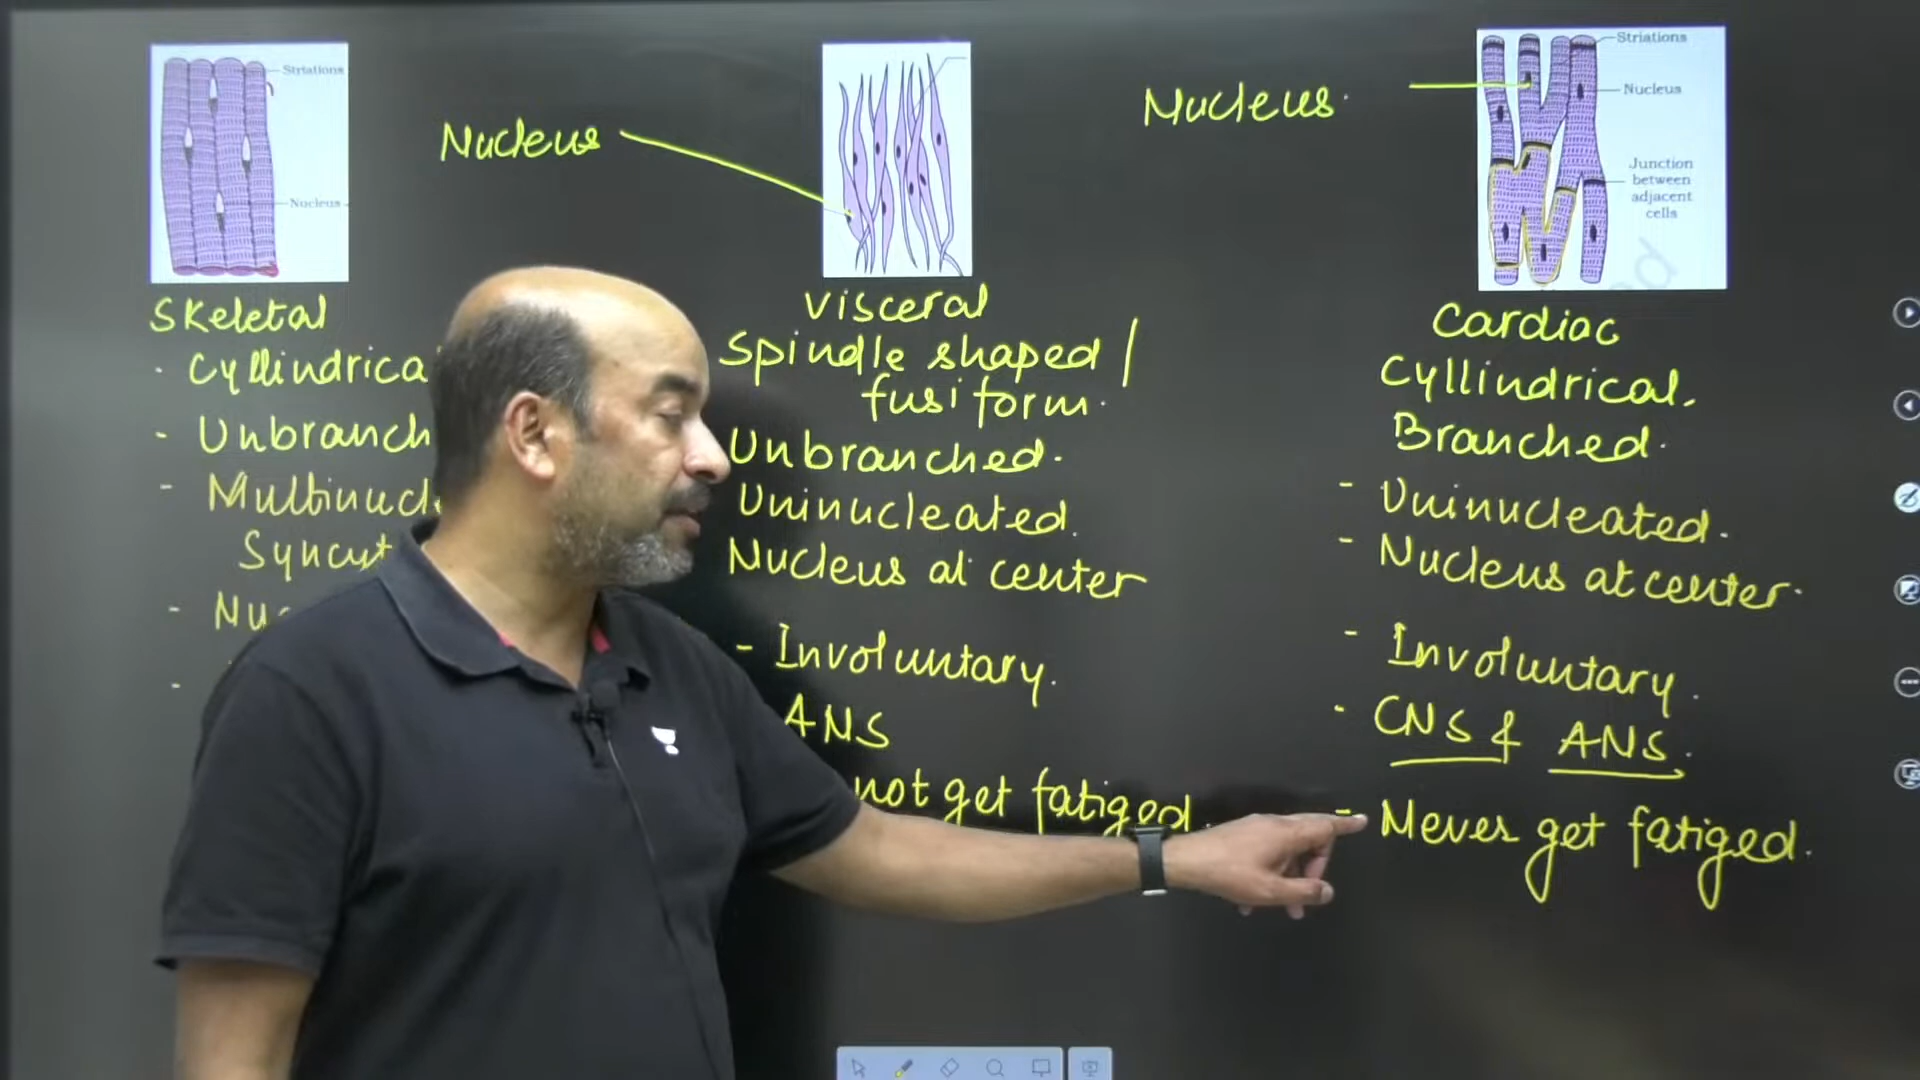 Striations
Nucleus
Nucleus
Nucleus.
Striations
Nucleus
Junction
between
adjacent
cells
Skeletal
· Cyllindrica
- Unbranch
- Multinucl
Syncyt
- Nu
-
Visceral
Spindle shaped /
fusiform.
Unbranched.
Uninucleated.
Nucleus at center
- Involuntary.
ANS
not get fatiged.
Cardiac
Cyllindrical.
Branched.
- Uninucleated.
- Nucleus at center.
- Involuntary.
- CNS & ANS.
- Never get fatiged.